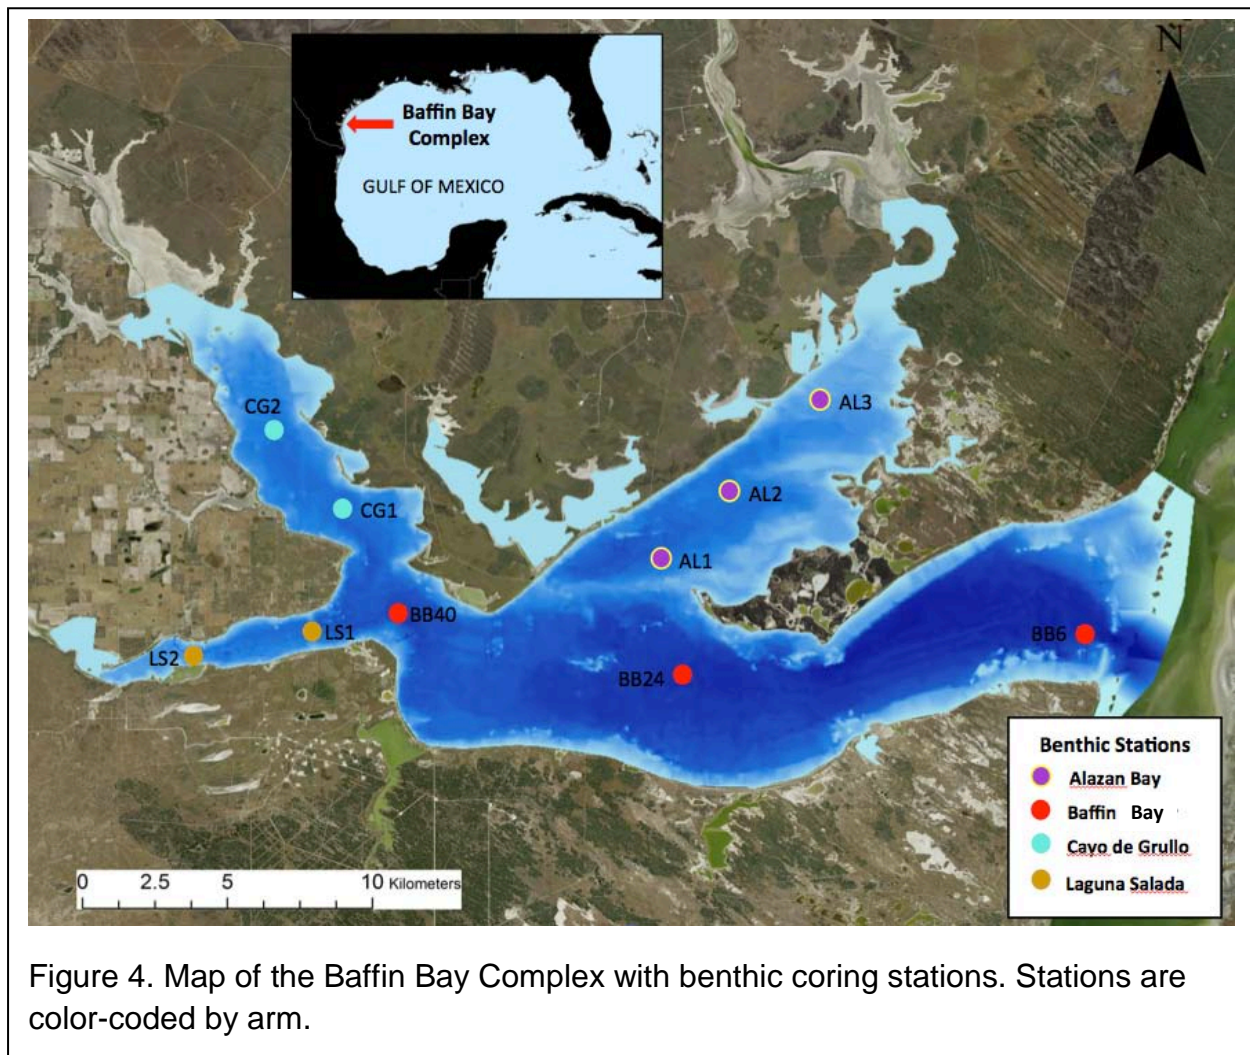 N
Baffin Bay
Complex
GULF OF MEXICO
CG2
AL3
CG1
AL2
AL1
BB40
LS1
LS2
BB24
BB6
Benthic Stations
Alazan Bay
Baffin Bay
Cayo de Grullo
Laguna Salada
0 2.5 5 10 Kilometers
Figure 4. Map of the Baffin Bay Complex with benthic coring stations. Stations are
color-coded by arm.